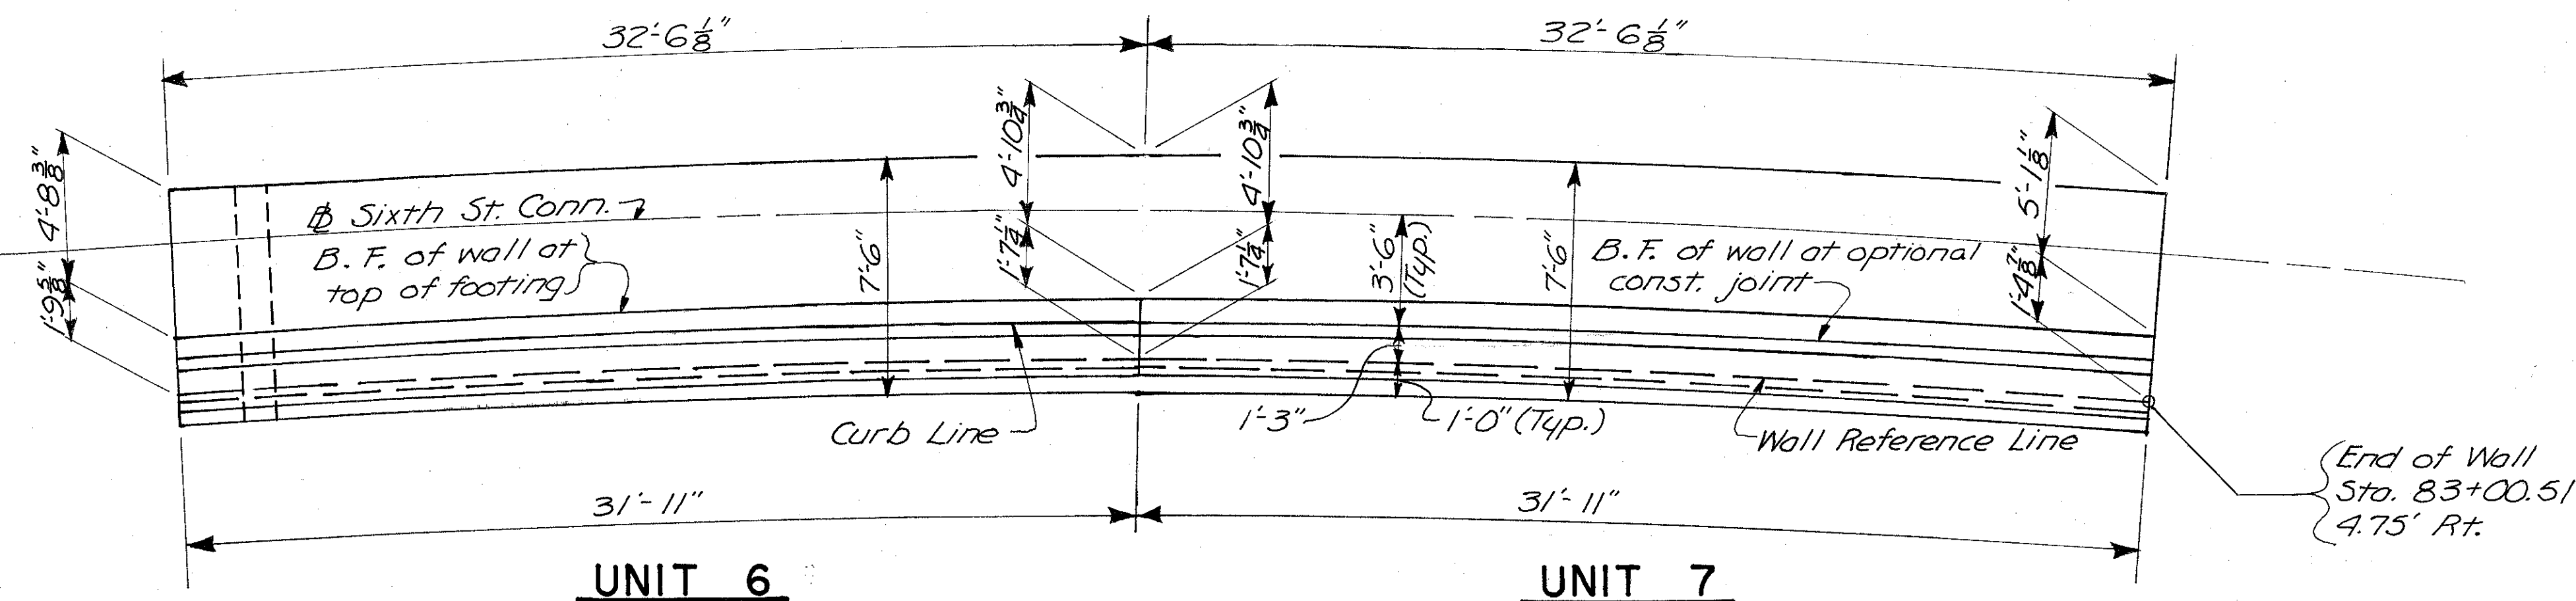 32'-6 1/8"
32'-6 1/8"
4'-8 3/8"
1'-9 5/8"
℄ Sixth St. Conn.
B.F. of wall at
top of footing
7'-6"
4'-10 3/4"
1'-7 1/4"
4'-10 3/4"
1'-7 1/4"
3'-6"
(Typ.)
7'-6"
B.F. of wall at optional
const. joint
5'-1 1/8"
1'-4 7/8"
Curb Line
1'-3"
1'-0" (Typ.)
Wall Reference Line
End of Wall
Sta. 83+00.51
4.75' Rt.
31'-11"
31'-11"
UNIT 6
UNIT 7